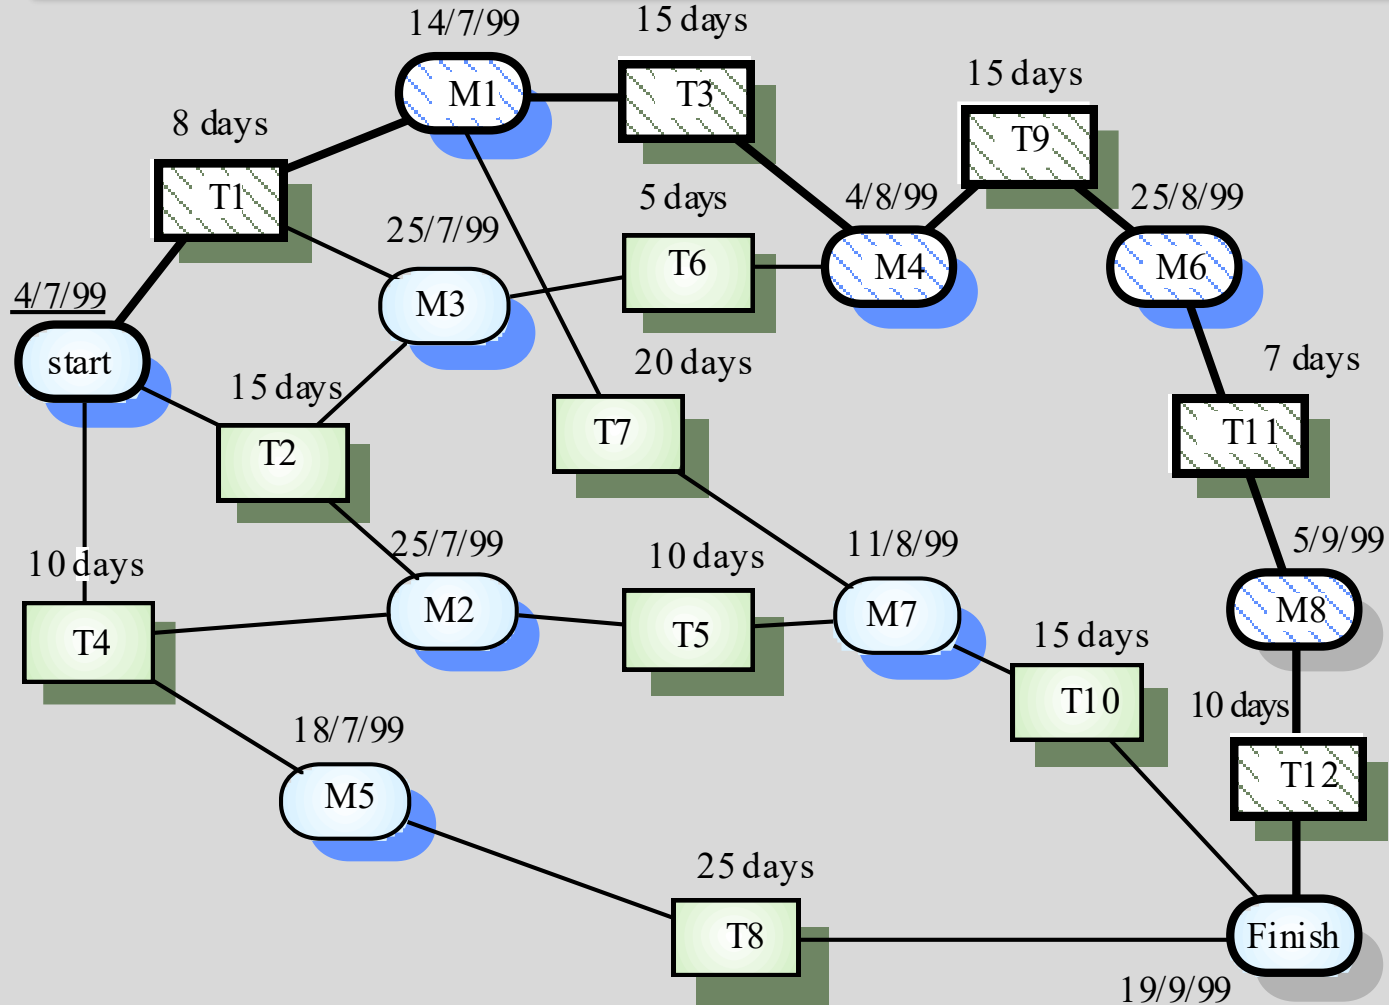 14/7/99
15 days
M1
T3
15 days
T9
8 days
T1
25/7/99
5 days
4/8/99
25/8/99
T6
M4
M6
4/7/99
M3
start
15 days
20 days
7 days
T2
T7
T11
25/7/99
10 days
11/8/99
5/9/99
10 days
M2
T5
M7
M8
T4
15 days
T10
10 days
18/7/99
M5
T12
25 days
T8
Finish
19/9/99